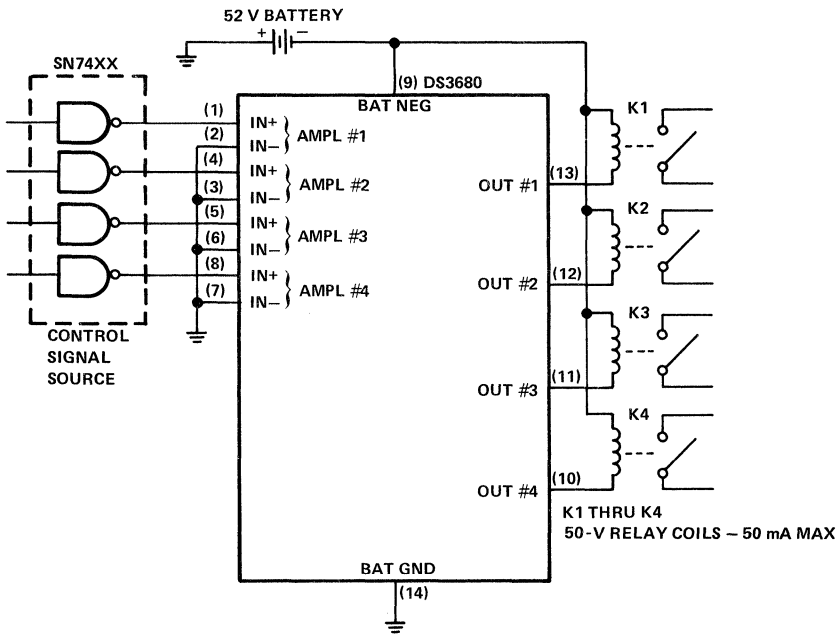 52 V BATTERY
+ −
SN74XX
(9) DS3680
BAT NEG
K1
(1)
IN+
(2)
IN−
} AMPL #1
(4)
IN+
(3)
IN−
} AMPL #2
(13)
OUT #1
K2
(5)
IN+
(6)
IN−
} AMPL #3
(8)
IN+
(7)
IN−
} AMPL #4
(12)
OUT #2
K3
CONTROL
SIGNAL
SOURCE
(11)
OUT #3
K4
(10)
OUT #4
K1 THRU K4
50-V RELAY COILS – 50 mA MAX
BAT GND
(14)